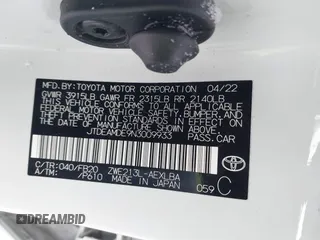 MFD. BY: TOYOTA MOTOR CORPORATION 04/22
GVWR 3915LB GAWR FR 2315LB RR 2140LB
THIS VEHICLE CONFORMS TO ALL APPLICABLE
FEDERAL MOTOR VEHICLE SAFETY, BUMPER, AND
THEFT PREVENTION STANDARDS IN EFFECT ON
THE DATE OF MANUFACTURE SHOWN ABOVE.
JTDEAMDE9N3009933 PASS.CAR
C/TR:040/FB20 ZWE213L-AEXLBA
A/TM: /P610 MADE IN JAPAN 059 C
TOYOTA
DREAMBID